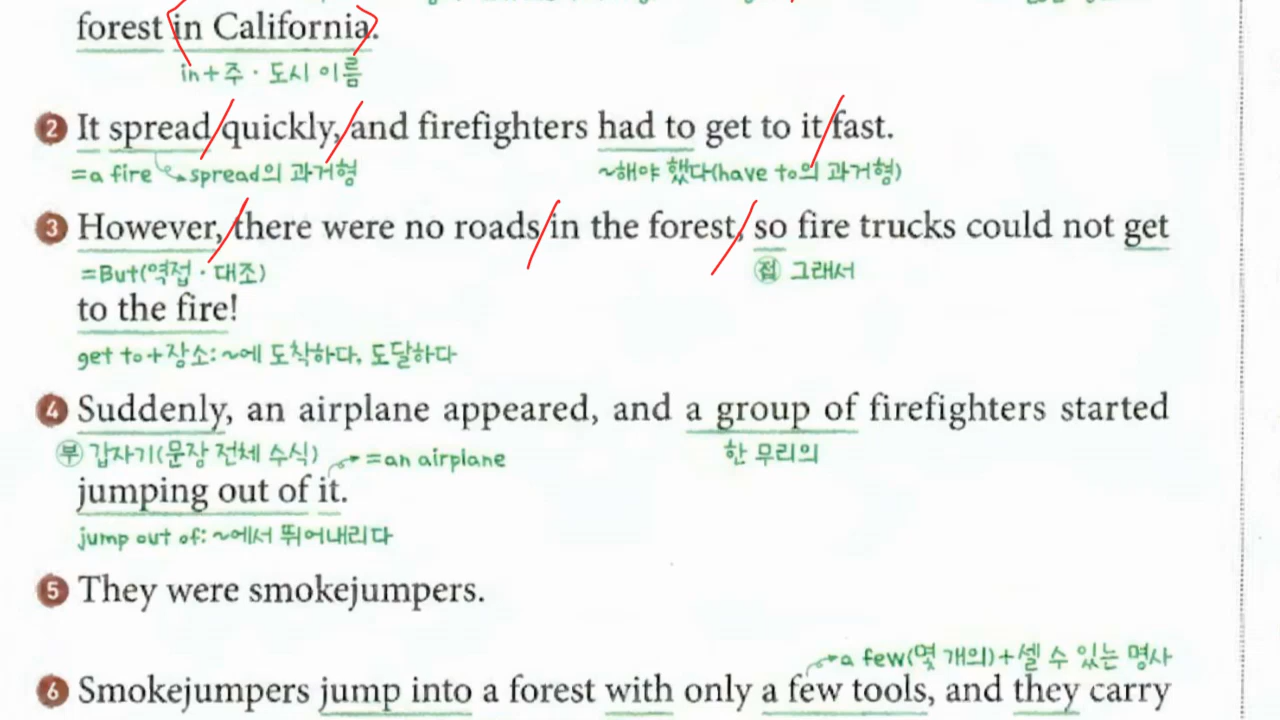 forest in California.
in+주·도시 이름
2 It spread quickly, and firefighters had to get to it fast.
=a fire spread의 과거형 ~해야 했다(have to의 과거형)
3 However, there were no roads in the forest, so fire trucks could not get
=But(역접·대조) 접 그래서
to the fire!
get to+장소: ~에 도착하다, 도달하다
4 Suddenly, an airplane appeared, and a group of firefighters started
부 갑자기(문장 전체 수식) =an airplane 한 무리의
jumping out of it.
jump out of: ~에서 뛰어내리다
5 They were smokejumpers.
a few(몇 개의)+셀 수 있는 명사
6 Smokejumpers jump into a forest with only a few tools, and they carry